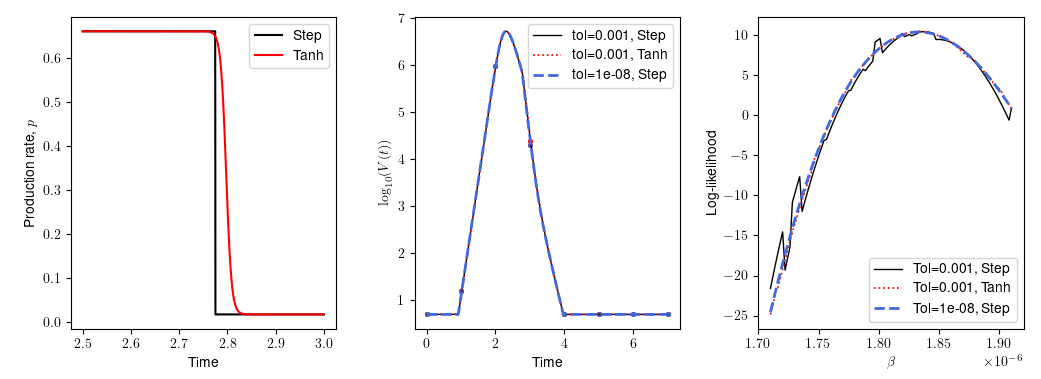 Production rate, p
0.6
0.5
0.4
0.3
0.2
0.1
0.0
2.5 2.6 2.7 2.8 2.9 3.0
Time
Step
Tanh
log10(V(t))
7
6
5
4
3
2
1
0 2 4 6
Time
tol=0.001, Step
tol=0.001, Tanh
tol=1e-08, Step
Log-likelihood
10
5
0
−5
−10
−15
−20
−25
1.70 1.75 1.80 1.85 1.90
β
×10⁻⁶
Tol=0.001, Step
Tol=0.001, Tanh
Tol=1e-08, Step